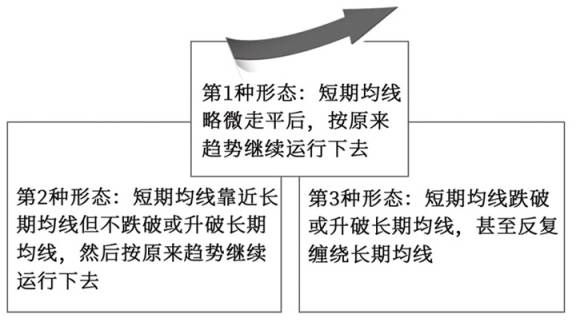 第1种形态：短期均线
略微走平后，按原来
趋势继续运行下去
第2种形态：短期均线靠近长
期均线但不跌破或升破长期
均线，然后按原来趋势继续
运行下去
第3种形态：短期均线跌破
或升破长期均线，甚至反复
缠绕长期均线